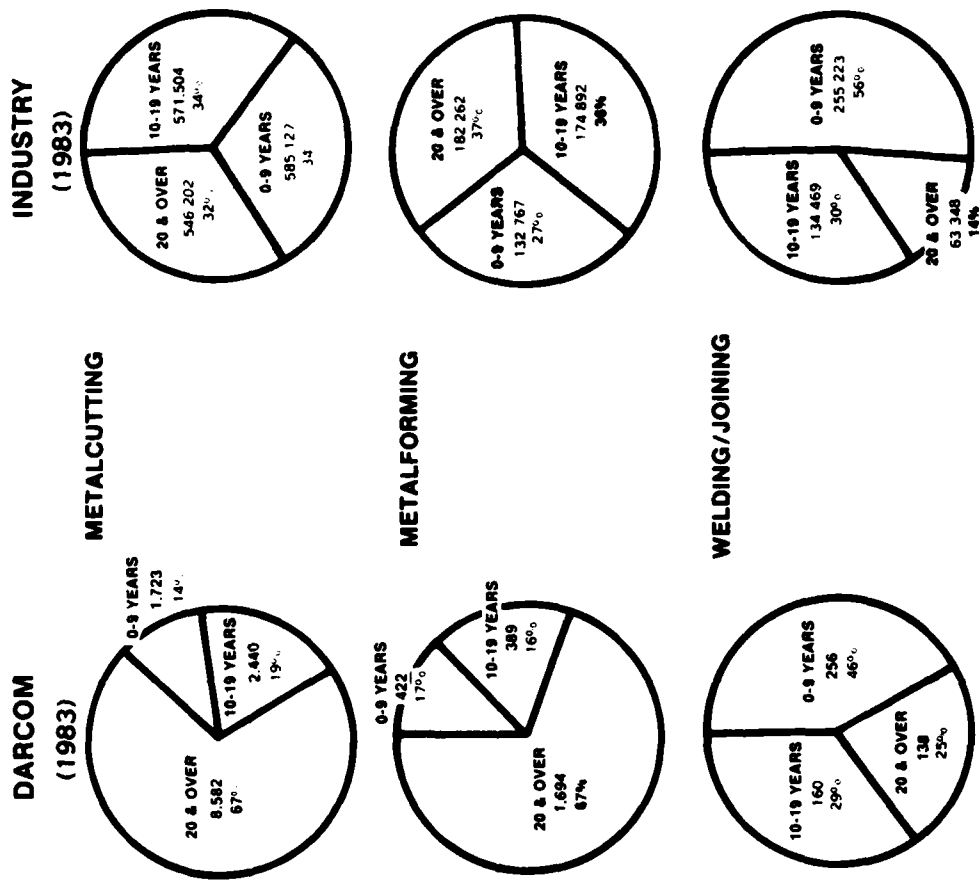 DARCOM
(1983)
INDUSTRY
(1983)
METALCUTTING
0-9 YEARS
1.723
14%
10-19 YEARS
2.440
19%
20 & OVER
8.582
67%
20 & OVER
546 202
32%
10-19 YEARS
571.504
34%
0-9 YEARS
585 127
34
METALFORMING
0-9 YEARS
422
17%
10-19 YEARS
389
16%
20 & OVER
1.694
67%
20 & OVER
182 262
37%
0-9 YEARS
132 767
27%
10-19 YEARS
174 892
36%
WELDING/JOINING
10-19 YEARS
160
29%
0-9 YEARS
256
46%
20 & OVER
138
25%
10-19 YEARS
134 469
30%
0-9 YEARS
255 223
56%
20 & OVER
63 348
14%